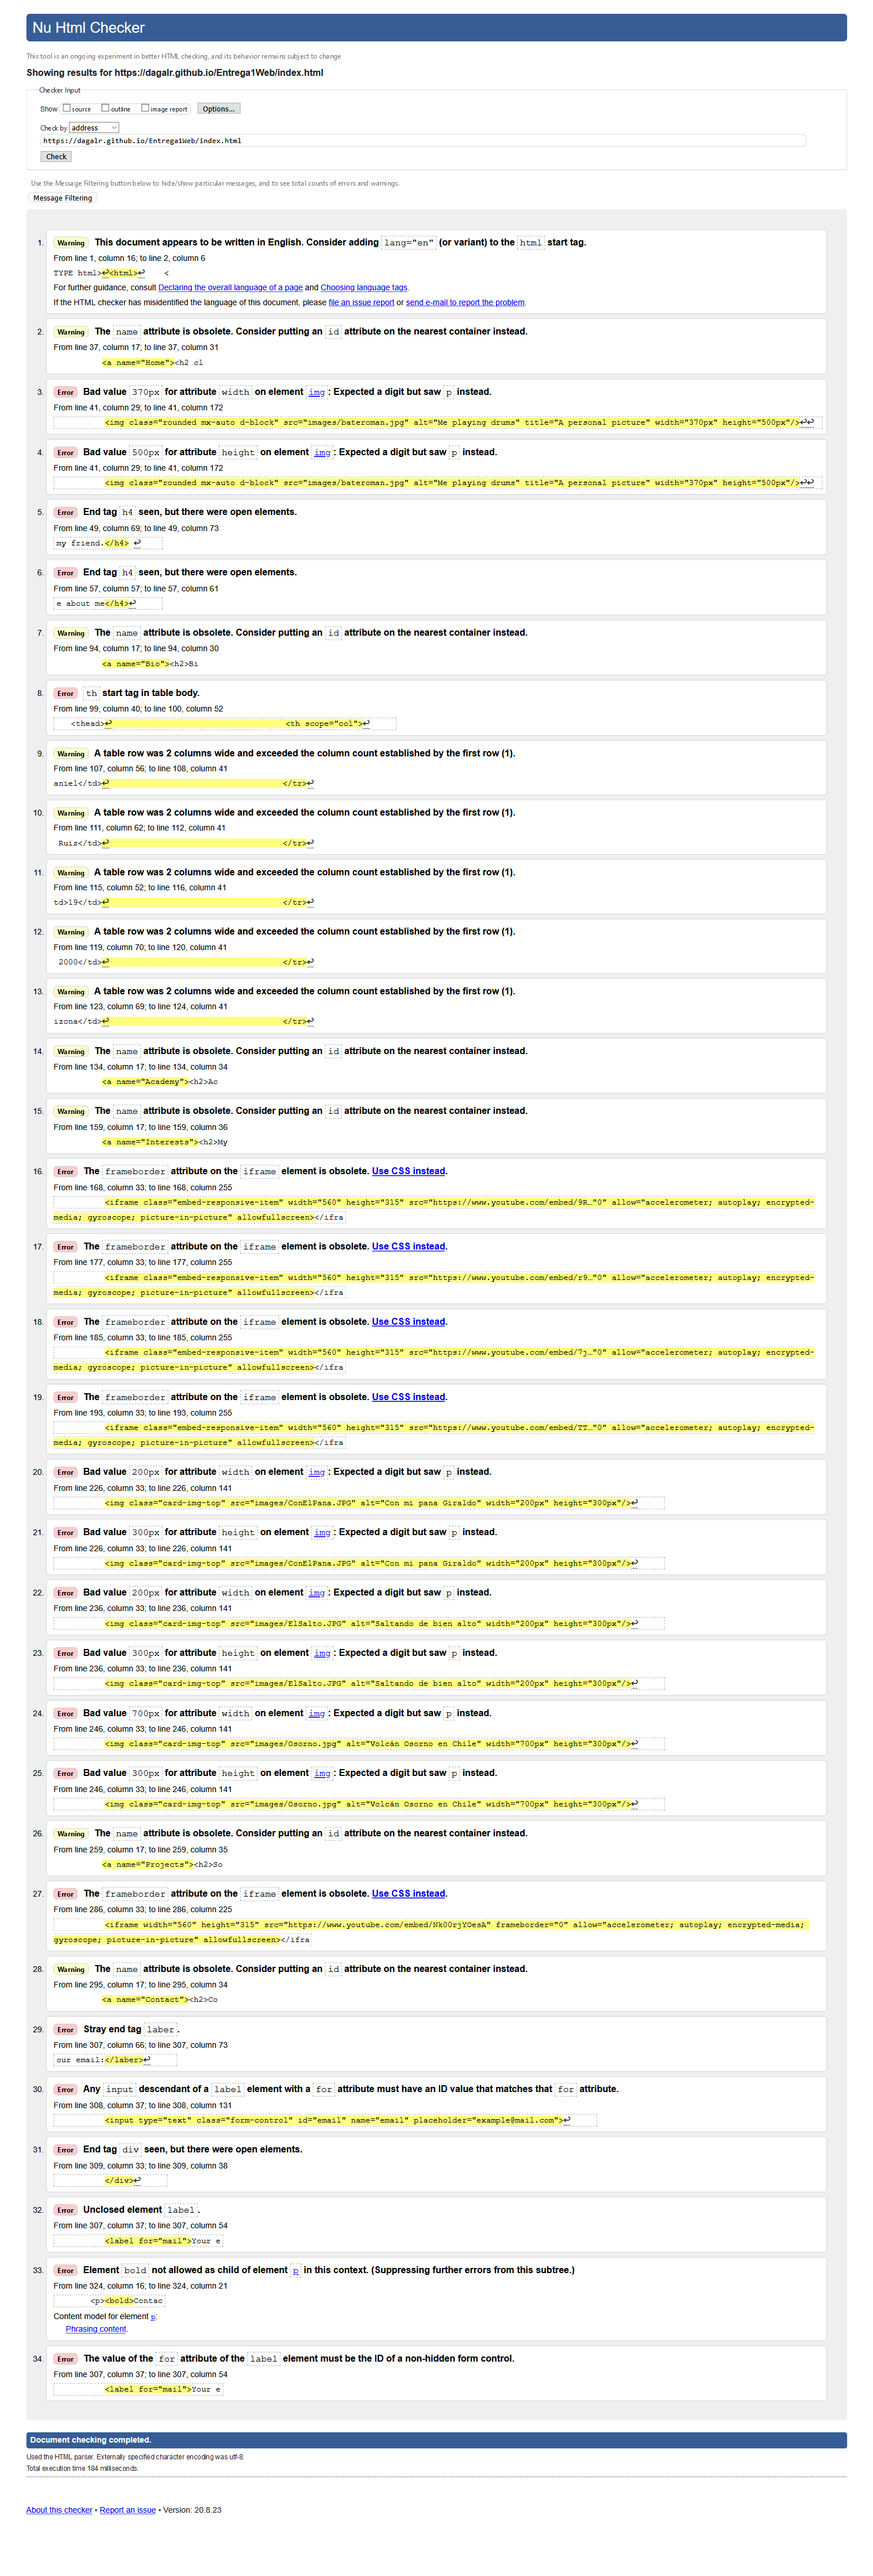 Nu Html Checker
This tool is an ongoing experiment in better HTML checking, and its behavior remains subject to change
Showing results for https://dagalr.github.io/Entrega1Web/index.html
Checker Input
Show source outline image report Options...
Check by address
https://dagalr.github.io/Entrega1Web/index.html
Check
Use the Message Filtering button below to hide/show particular messages, and to see total counts of errors and warnings.
Message Filtering
1. Warning This document appears to be written in English. Consider adding lang="en" (or variant) to the html start tag.
From line 1, column 16; to line 2, column 6
TYPE html>↩<html>↩ <
For further guidance, consult Declaring the overall language of a page and Choosing language tags.
If the HTML checker has misidentified the language of this document, please file an issue report or send e-mail to report the problem.
2. Warning The name attribute is obsolete. Consider putting an id attribute on the nearest container instead.
From line 37, column 17; to line 37, column 31
<a name="Home"><h2 cl
3. Error Bad value 370px for attribute width on element img: Expected a digit but saw p instead.
From line 41, column 29; to line 41, column 172
<img class="rounded mx-auto d-block" src="images/bateroman.jpg" alt="Me playing drums" title="A personal picture" width="370px" height="500px"/>↩↩
4. Error Bad value 500px for attribute height on element img: Expected a digit but saw p instead.
From line 41, column 29; to line 41, column 172
<img class="rounded mx-auto d-block" src="images/bateroman.jpg" alt="Me playing drums" title="A personal picture" width="370px" height="500px"/>↩↩
5. Error End tag h4 seen, but there were open elements.
From line 49, column 69; to line 49, column 73
my friend.</h4> ↩
6. Error End tag h4 seen, but there were open elements.
From line 57, column 57; to line 57, column 61
e about me</h4>↩
7. Warning The name attribute is obsolete. Consider putting an id attribute on the nearest container instead.
From line 94, column 17; to line 94, column 30
<a name="Bio"><h2>Bi
8. Error th start tag in table body.
From line 99, column 40; to line 100, column 52
<thead>↩ <th scope="col">↩
9. Warning A table row was 2 columns wide and exceeded the column count established by the first row (1).
From line 107, column 56; to line 108, column 41
aniel</td>↩ </tr>↩
10. Warning A table row was 2 columns wide and exceeded the column count established by the first row (1).
From line 111, column 62; to line 112, column 41
Ruiz</td>↩ </tr>↩
11. Warning A table row was 2 columns wide and exceeded the column count established by the first row (1).
From line 115, column 52; to line 116, column 41
td>19</td>↩ </tr>↩
12. Warning A table row was 2 columns wide and exceeded the column count established by the first row (1).
From line 119, column 70; to line 120, column 41
2000</td>↩ </tr>↩
13. Warning A table row was 2 columns wide and exceeded the column count established by the first row (1).
From line 123, column 69; to line 124, column 41
izona</td>↩ </tr>↩
14. Warning The name attribute is obsolete. Consider putting an id attribute on the nearest container instead.
From line 134, column 17; to line 134, column 34
<a name="Academy"><h2>Ac
15. Warning The name attribute is obsolete. Consider putting an id attribute on the nearest container instead.
From line 159, column 17; to line 159, column 36
<a name="Interests"><h2>My
16. Error The frameborder attribute on the iframe element is obsolete. Use CSS instead.
From line 168, column 33; to line 168, column 255
<iframe class="embed-responsive-item" width="560" height="315" src="https://www.youtube.com/embed/9R…"0" allow="accelerometer; autoplay; encrypted-
media; gyroscope; picture-in-picture" allowfullscreen></ifra
17. Error The frameborder attribute on the iframe element is obsolete. Use CSS instead.
From line 177, column 33; to line 177, column 255
<iframe class="embed-responsive-item" width="560" height="315" src="https://www.youtube.com/embed/r9…"0" allow="accelerometer; autoplay; encrypted-
media; gyroscope; picture-in-picture" allowfullscreen></ifra
18. Error The frameborder attribute on the iframe element is obsolete. Use CSS instead.
From line 185, column 33; to line 185, column 255
<iframe class="embed-responsive-item" width="560" height="315" src="https://www.youtube.com/embed/7j…"0" allow="accelerometer; autoplay; encrypted-
media; gyroscope; picture-in-picture" allowfullscreen></ifra
19. Error The frameborder attribute on the iframe element is obsolete. Use CSS instead.
From line 193, column 33; to line 193, column 255
<iframe class="embed-responsive-item" width="560" height="315" src="https://www.youtube.com/embed/TT…"0" allow="accelerometer; autoplay; encrypted-
media; gyroscope; picture-in-picture" allowfullscreen></ifra
20. Error Bad value 200px for attribute width on element img: Expected a digit but saw p instead.
From line 226, column 33; to line 226, column 141
<img class="card-img-top" src="images/ConElPana.JPG" alt="Con mi pana Giraldo" width="200px" height="300px"/>↩
21. Error Bad value 300px for attribute height on element img: Expected a digit but saw p instead.
From line 226, column 33; to line 226, column 141
<img class="card-img-top" src="images/ConElPana.JPG" alt="Con mi pana Giraldo" width="200px" height="300px"/>↩
22. Error Bad value 200px for attribute width on element img: Expected a digit but saw p instead.
From line 236, column 33; to line 236, column 141
<img class="card-img-top" src="images/ElSalto.JPG" alt="Saltando de bien alto" width="200px" height="300px"/>↩
23. Error Bad value 300px for attribute height on element img: Expected a digit but saw p instead.
From line 236, column 33; to line 236, column 141
<img class="card-img-top" src="images/ElSalto.JPG" alt="Saltando de bien alto" width="200px" height="300px"/>↩
24. Error Bad value 700px for attribute width on element img: Expected a digit but saw p instead.
From line 246, column 33; to line 246, column 141
<img class="card-img-top" src="images/Osorno.jpg" alt="Volcán Osorno en Chile" width="700px" height="300px"/>↩
25. Error Bad value 300px for attribute height on element img: Expected a digit but saw p instead.
From line 246, column 33; to line 246, column 141
<img class="card-img-top" src="images/Osorno.jpg" alt="Volcán Osorno en Chile" width="700px" height="300px"/>↩
26. Warning The name attribute is obsolete. Consider putting an id attribute on the nearest container instead.
From line 259, column 17; to line 259, column 35
<a name="Projects"><h2>So
27. Error The frameborder attribute on the iframe element is obsolete. Use CSS instead.
From line 286, column 33; to line 286, column 225
<iframe width="560" height="315" src="https://www.youtube.com/embed/Nk00rjYOesA" frameborder="0" allow="accelerometer; autoplay; encrypted-media;
gyroscope; picture-in-picture" allowfullscreen></ifra
28. Warning The name attribute is obsolete. Consider putting an id attribute on the nearest container instead.
From line 295, column 17; to line 295, column 34
<a name="Contact"><h2>Co
29. Error Stray end tag laber.
From line 307, column 66; to line 307, column 73
our email:</laber>↩
30. Error Any input descendant of a label element with a for attribute must have an ID value that matches that for attribute.
From line 308, column 37; to line 308, column 131
<input type="text" class="form-control" id="email" name="email" placeholder="example@mail.com">↩
31. Error End tag div seen, but there were open elements.
From line 309, column 33; to line 309, column 38
</div>↩
32. Error Unclosed element label.
From line 307, column 37; to line 307, column 54
<label for="mail">Your e
33. Error Element bold not allowed as child of element p in this context. (Suppressing further errors from this subtree.)
From line 324, column 16; to line 324, column 21
<p><bold>Contac
Content model for element p:
Phrasing content.
34. Error The value of the for attribute of the label element must be the ID of a non-hidden form control.
From line 307, column 37; to line 307, column 54
<label for="mail">Your e
Document checking completed.
Used the HTML parser. Externally specified character encoding was utf-8.
Total execution time 184 milliseconds.
About this checker • Report an issue • Version: 20.8.23